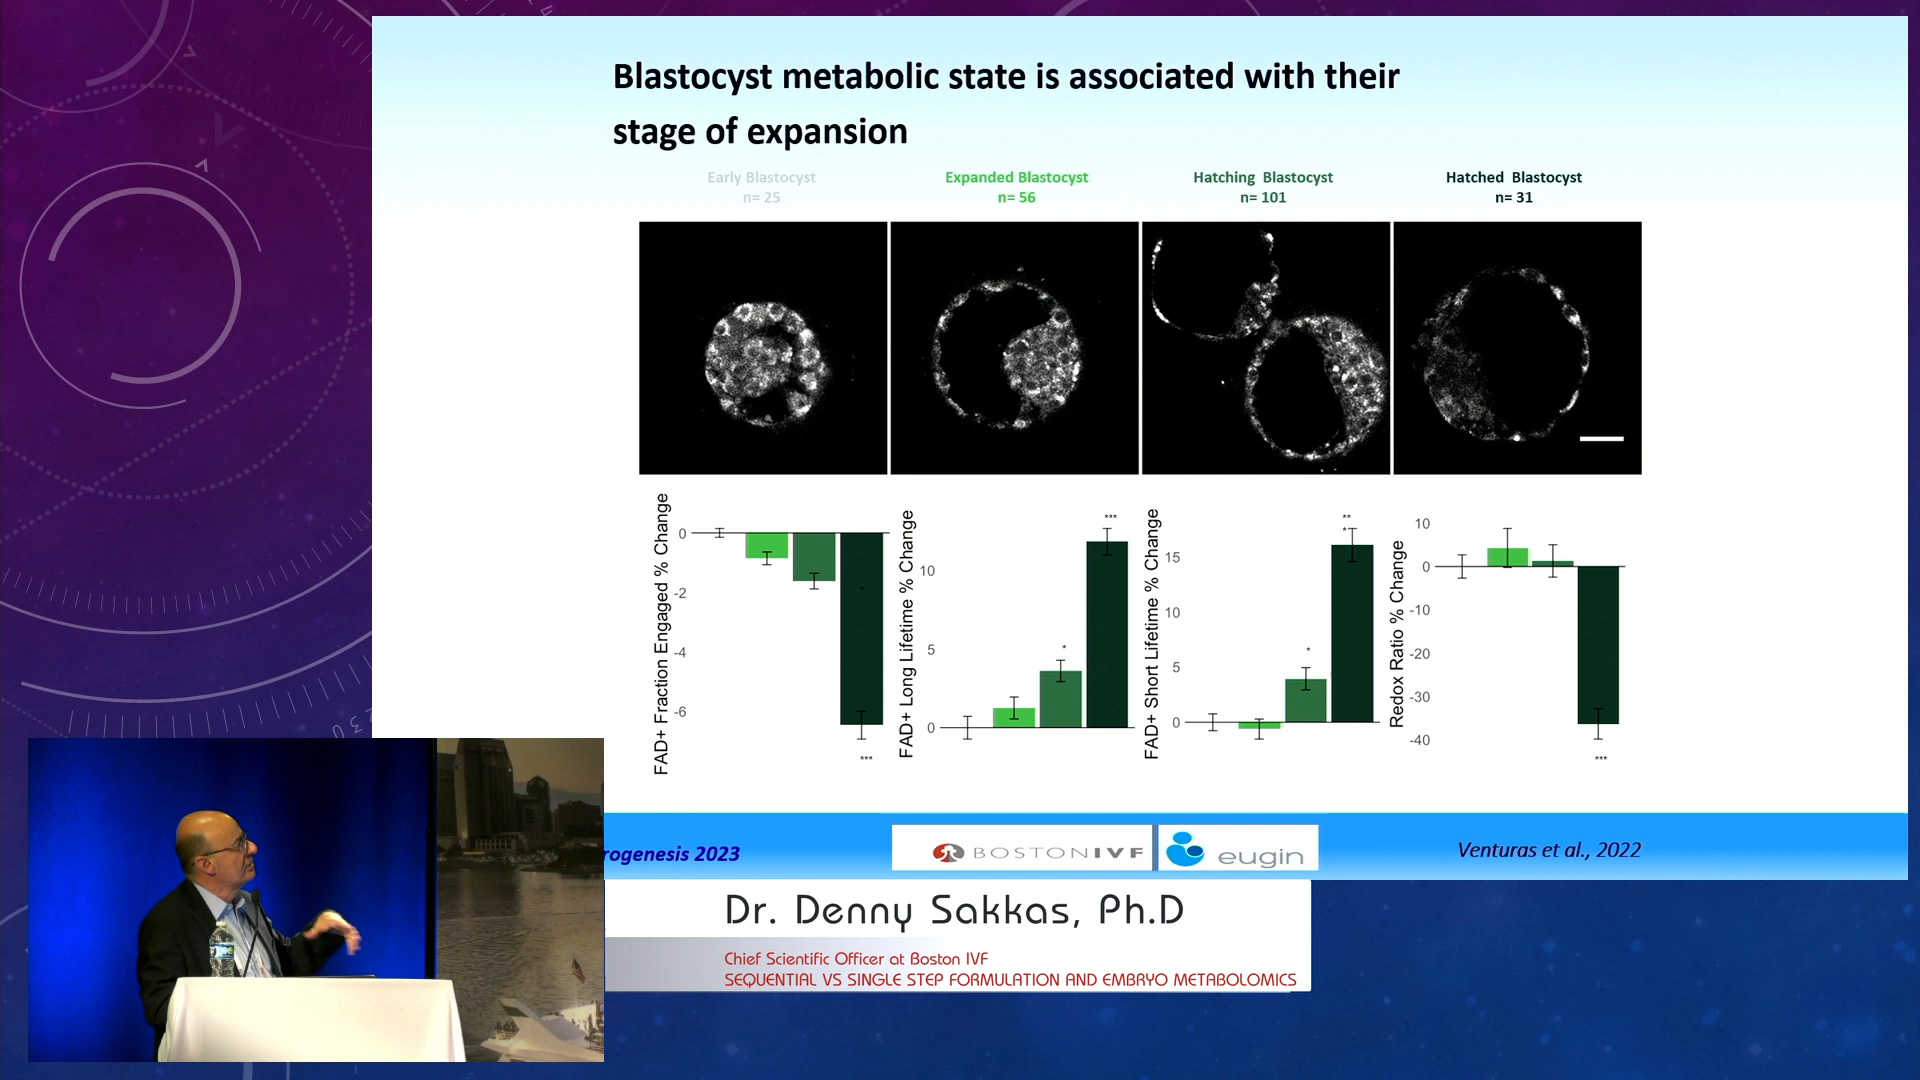 Blastocyst metabolic state is associated with their
stage of expansion
Early Blastocyst
n= 25
Expanded Blastocyst
n= 56
Hatching Blastocyst
n= 101
Hatched Blastocyst
n= 31
FAD+ Fraction Engaged % Change
0
-2
-4
-6
***
FAD+ Long Lifetime % Change
10
5
0
*
***
FAD+ Short Lifetime % Change
15
10
5
0
*
**
*
Redox Ratio % Change
10
0
-10
-20
-30
-40
***
rogenesis 2023
BOSTONIVF
eugin
Venturas et al., 2022
Dr. Denny Sakkas, Ph.D
Chief Scientific Officer at Boston IVF
SEQUENTIAL VS SINGLE STEP FORMULATION AND EMBRYO METABOLOMICS